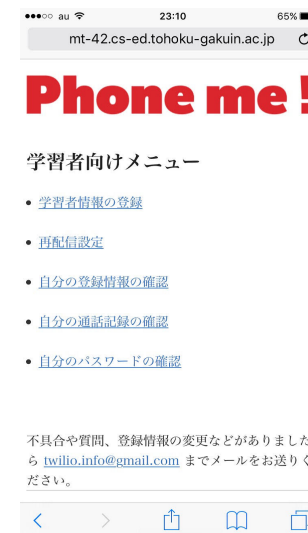 au 23:10 65%
mt-42.cs-ed.tohoku-gakuin.ac.jp
Phone me !
学習者向けメニュー
• 学習者情報の登録
• 再配信設定
• 自分の登録情報の確認
• 自分の通話記録の確認
• 自分のパスワードの確認
不具合や質問、登録情報の変更などがありました
ら twilio.info@gmail.com までメールをお送りく
ださい。